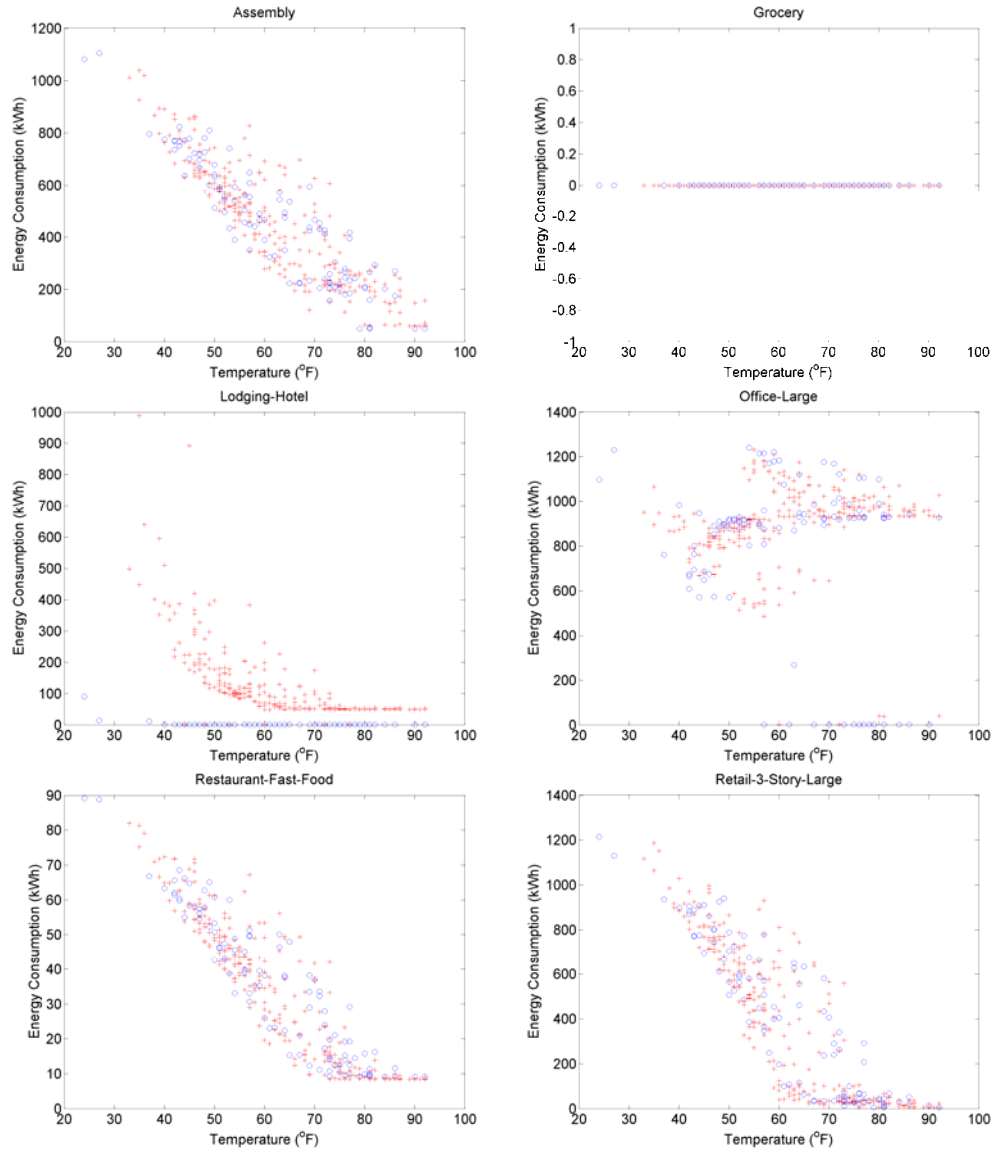 Assembly
1200
1000
800
600
400
200
0
Energy Consumption (kWh)
20 30 40 50 60 70 80 90 100
Temperature (°F)
Grocery
1
0.8
0.6
0.4
0.2
0
-0.2
-0.4
-0.6
-0.8
-1
Energy Consumption (kWh)
20 30 40 50 60 70 80 90 100
Temperature (°F)
Lodging-Hotel
1000
900
800
700
600
500
400
300
200
100
0
Energy Consumption (kWh)
20 30 40 50 60 70 80 90 100
Temperature (°F)
Office-Large
1400
1200
1000
800
600
400
200
0
Energy Consumption (kWh)
20 30 40 50 60 70 80 90 100
Temperature (°F)
Restaurant-Fast-Food
90
80
70
60
50
40
30
20
10
0
Energy Consumption (kWh)
20 30 40 50 60 70 80 90 100
Temperature (°F)
Retail-3-Story-Large
1400
1200
1000
800
600
400
200
0
Energy Consumption (kWh)
20 30 40 50 60 70 80 90 100
Temperature (°F)